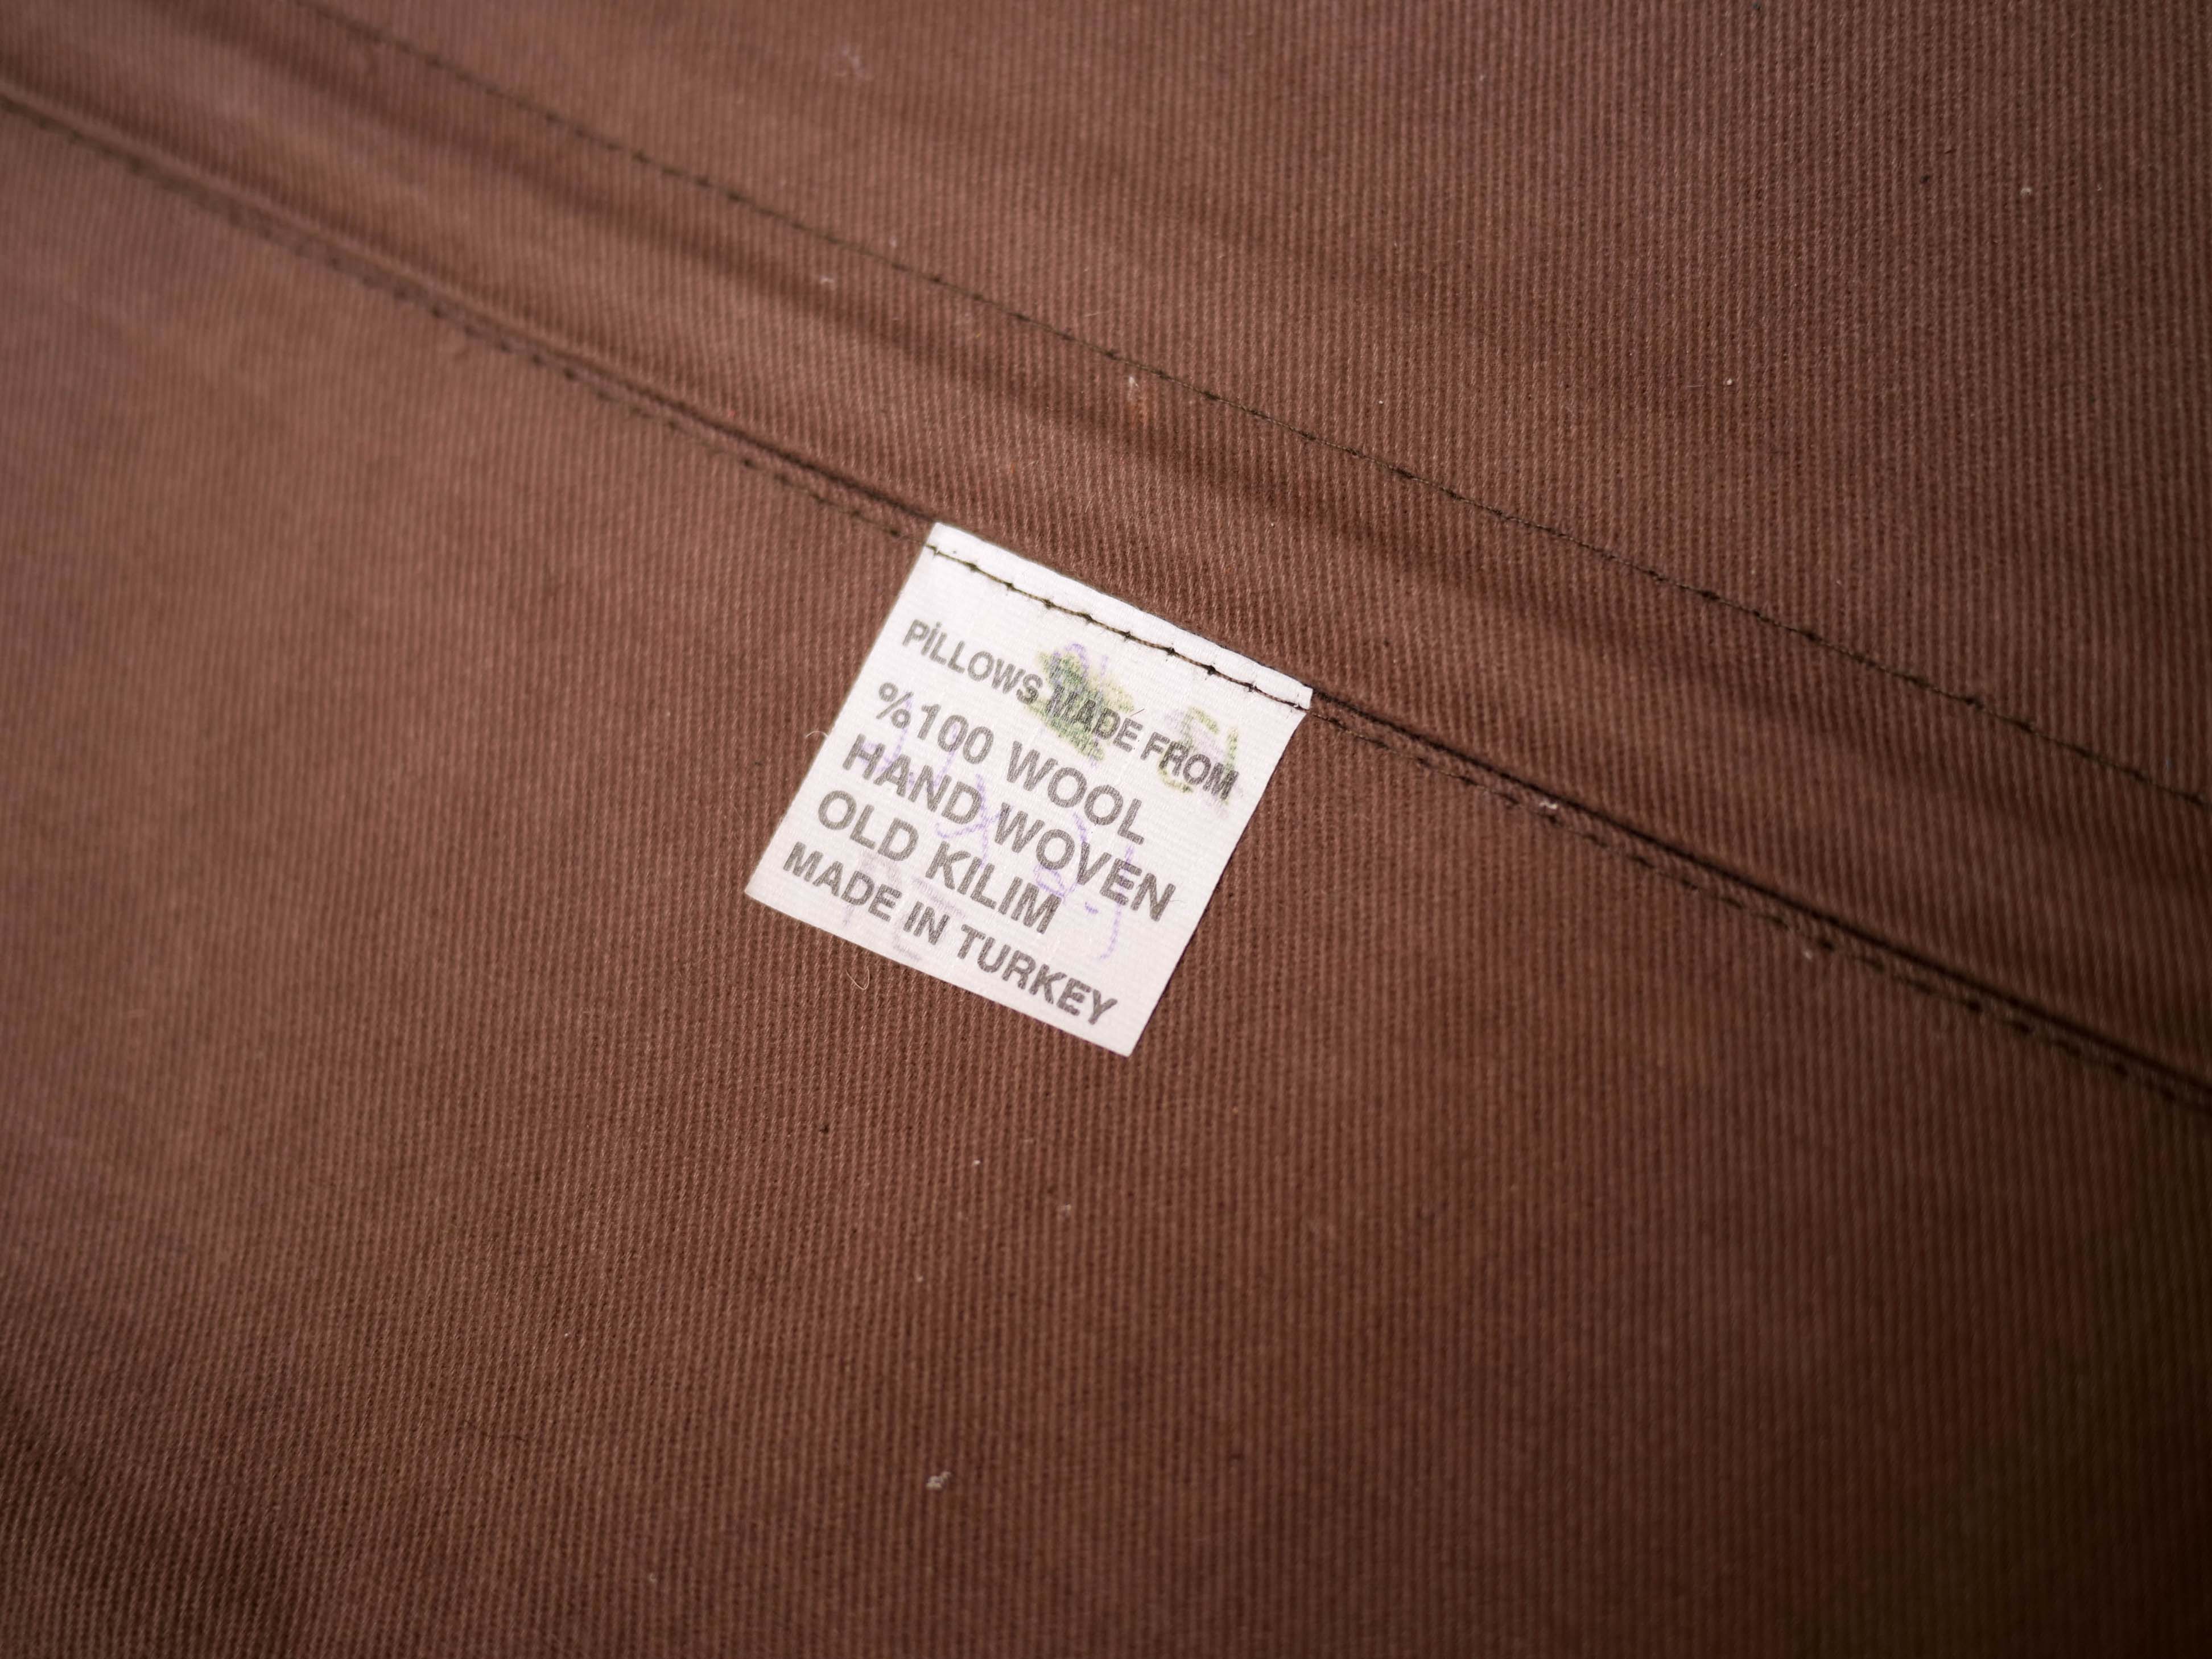 PİLLOWS MADE FROM
%100 WOOL
HAND WOVEN
OLD KILIM
MADE IN TURKEY